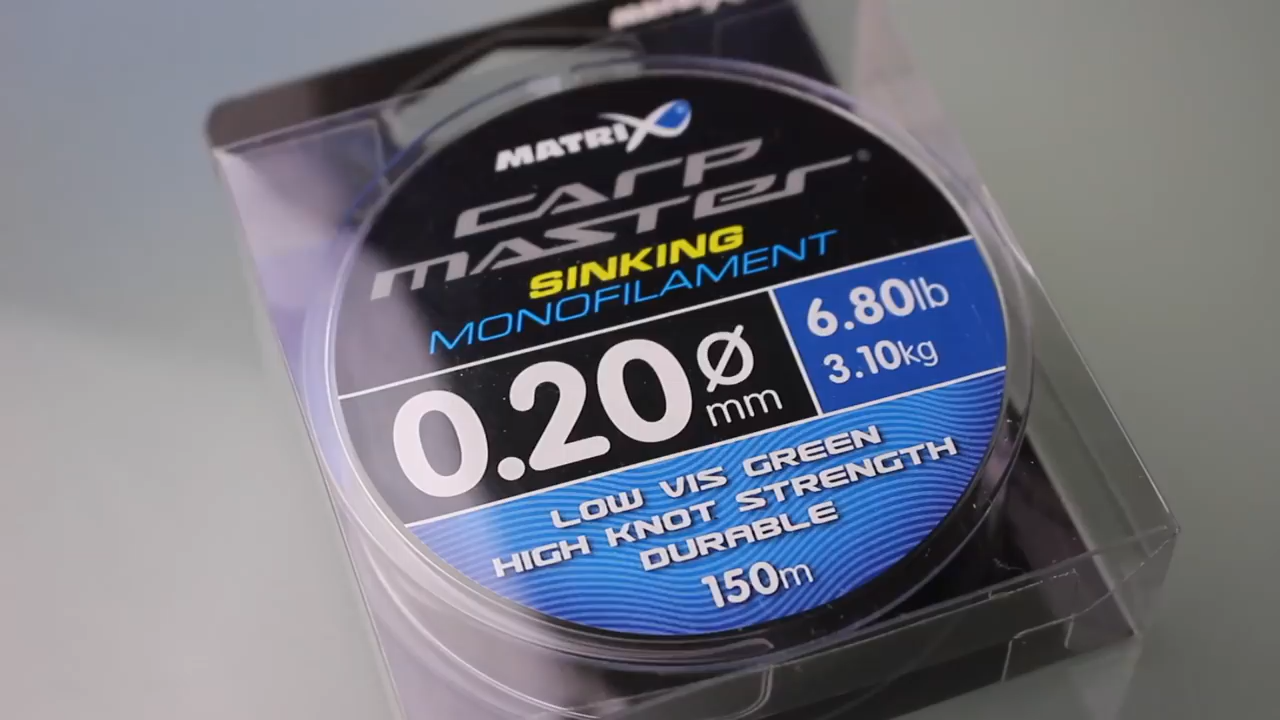 MATRIX
MATRIX
CARP
MASTER
SINKING
MONOFILAMENT
0.20 Ø
mm
6.80lb
3.10kg
LOW VIS GREEN
HIGH KNOT STRENGTH
DURABLE
150m